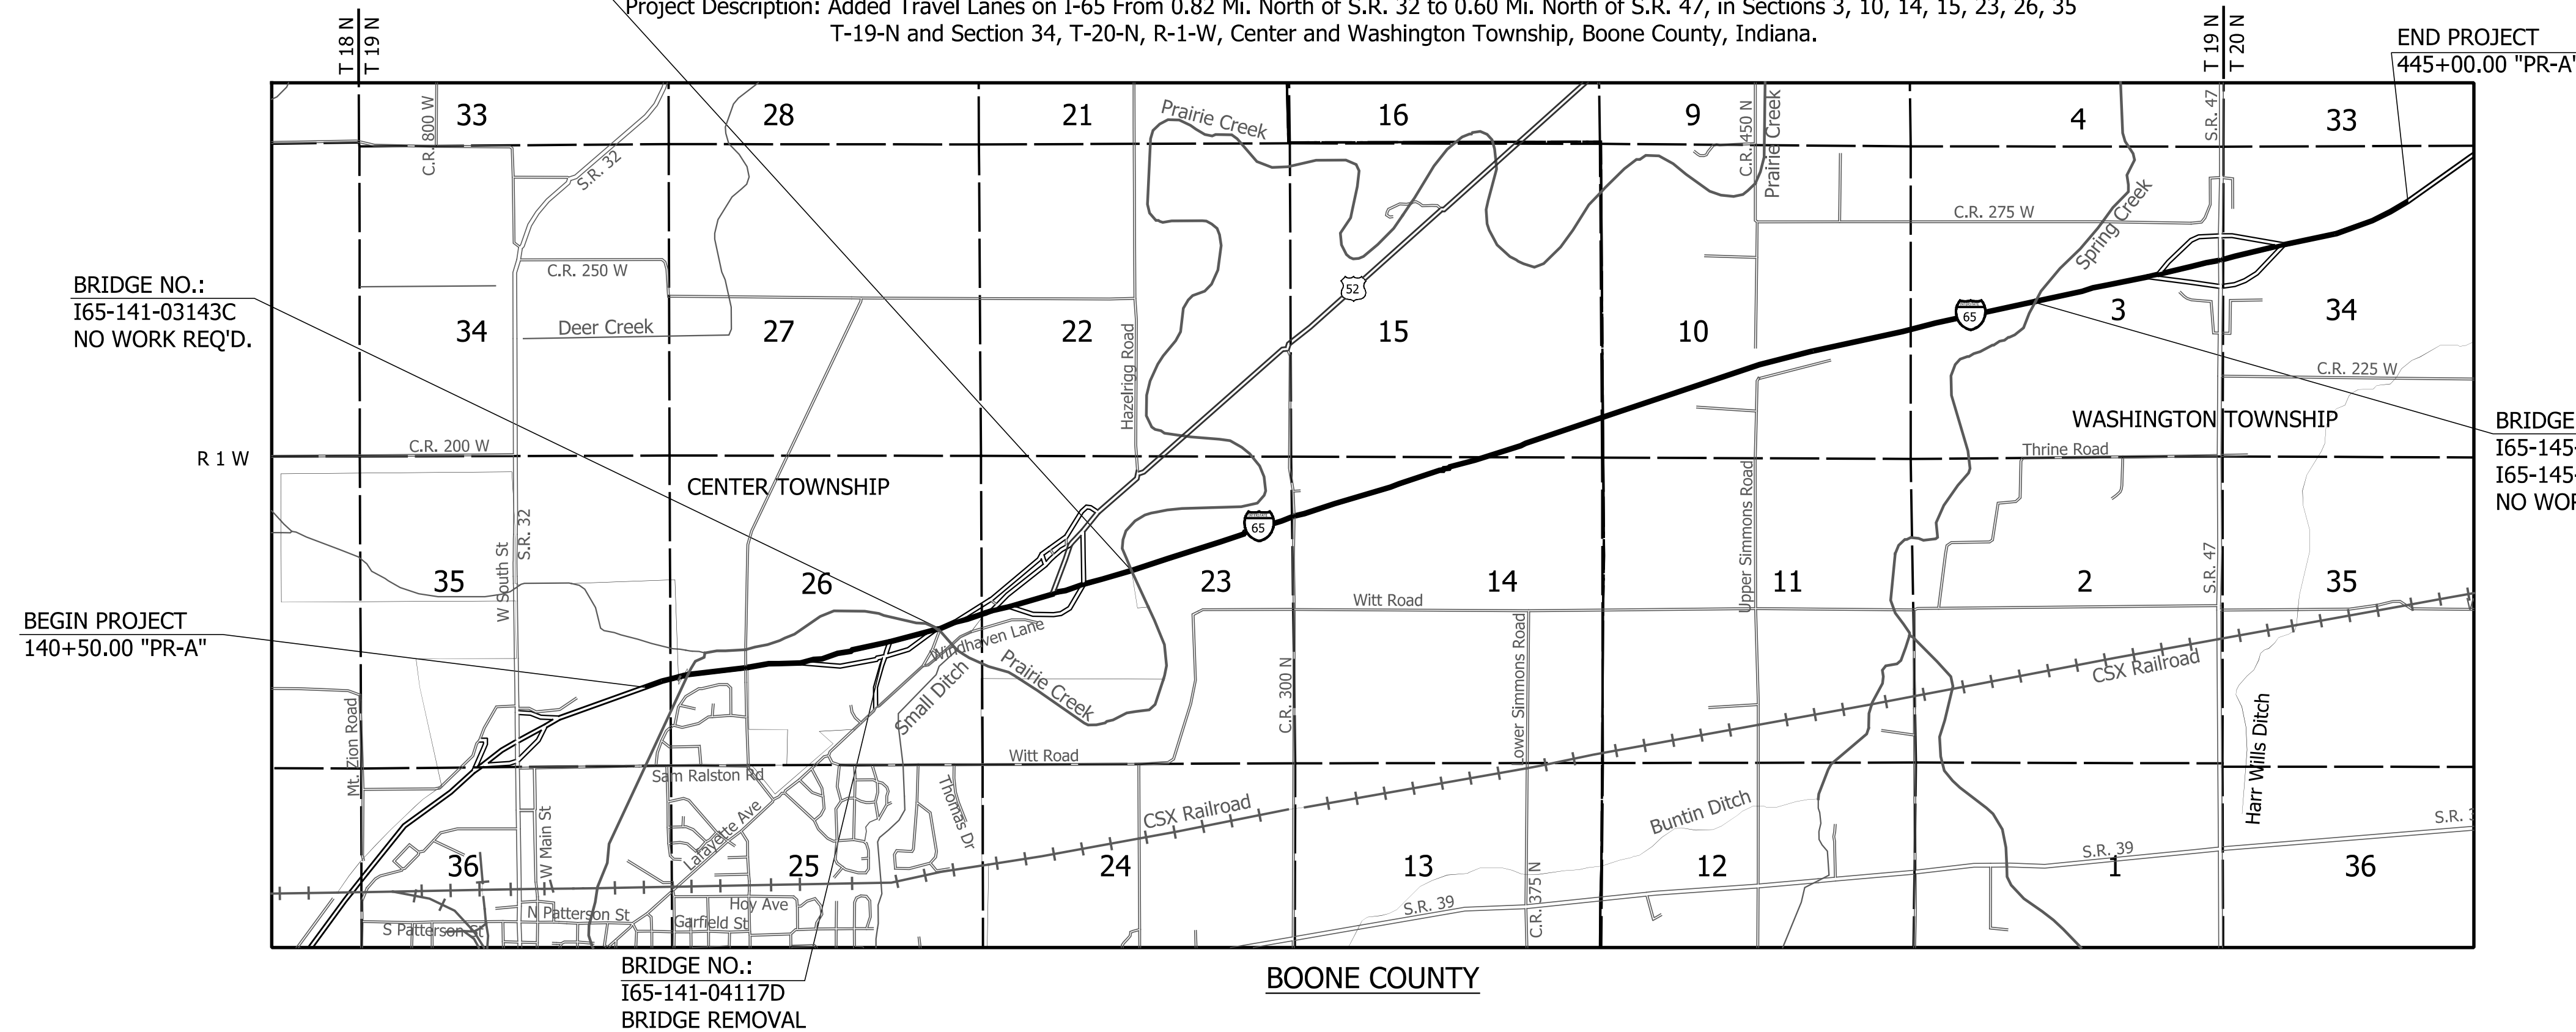 Project Description: Added Travel Lanes on I-65 From 0.82 Mi. North of S.R. 32 to 0.60 Mi. North of S.R. 47, in Sections 3, 10, 14, 15, 23, 26, 35
T-19-N and Section 34, T-20-N, R-1-W, Center and Washington Township, Boone County, Indiana.
T 18 N
T 19 N
T 19 N
T 20 N
END PROJECT
445+00.00 "PR-A"
33
28
21
16
9
4
33
C.R. 800 W
S.R. 32
Prairie Creek
C.R. 450 N
Prairie Creek
S.R. 47
C.R. 275 W
Spring Creek
C.R. 250 W
BRIDGE NO.:
I65-141-03143C
NO WORK REQ'D.
52
65
34
Deer Creek
27
22
Hazelrigg Road
15
10
3
34
C.R. 225 W
WASHINGTON TOWNSHIP
BRIDGE
I65-145-
I65-145-
R 1 W
C.R. 200 W
Thrine Road
CENTER TOWNSHIP
65
S.R. 32
W South St
Upper Simmons Road
S.R. 47
35
26
23
14
11
2
35
Witt Road
BEGIN PROJECT
140+50.00 "PR-A"
Windhaven Lane
Small Ditch
Prairie Creek
C.R. 300 N
Lower Simmons Road
CSX Railroad
Harr Wills Ditch
Mt. Zion Road
Witt Road
Sam Ralston Rd
Lafayette Ave
Thomas Dr
CSX Railroad
Buntin Ditch
W Main St
S.R. 39
36
25
24
13
12
1
36
C.R. 375 N
S.R. 39
N Patterson St
Hoy Ave
Garfield St
S Patterson St
BRIDGE NO.:
I65-141-04117D
BRIDGE REMOVAL
BOONE COUNTY